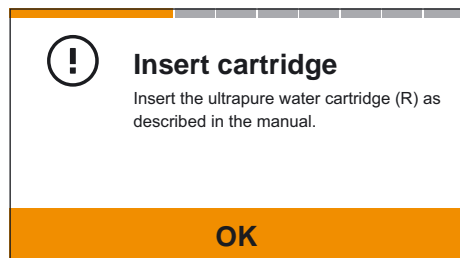 Insert cartridge
Insert the ultrapure water cartridge (R) as
described in the manual.
OK